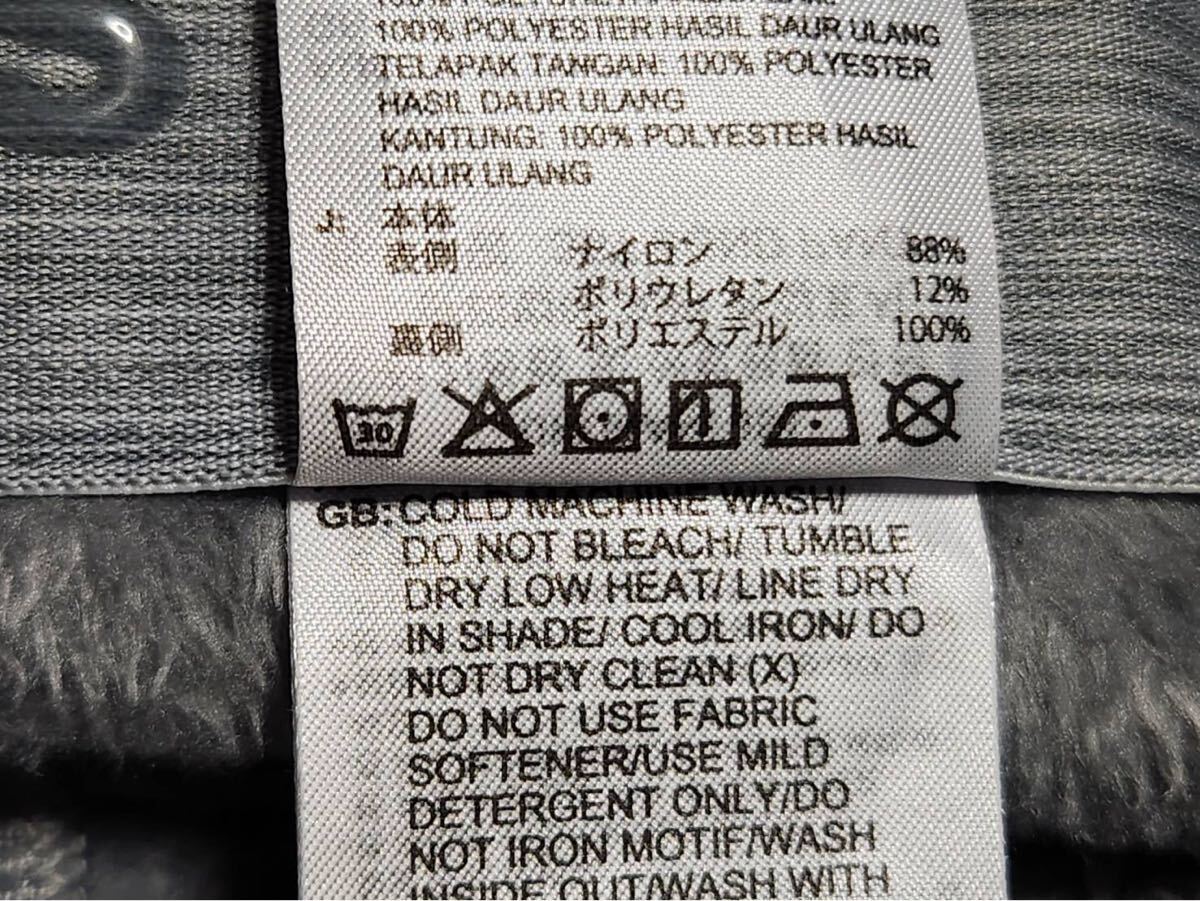 100% POLYESTER HASIL DAUR ULANG
TELAPAK TANGAN: 100% POLYESTER
HASIL DAUR ULANG
KANTUNG: 100% POLYESTER HASIL
DAUR ULANG
J: 本体
表側 ナイロン 88%
ポリウレタン 12%
裏側 ポリエステル 100%
30
GB: COLD MACHINE WASH/
DO NOT BLEACH/ TUMBLE
DRY LOW HEAT/ LINE DRY
IN SHADE/ COOL IRON/ DO
NOT DRY CLEAN (X)
DO NOT USE FABRIC
SOFTENER/USE MILD
DETERGENT ONLY/DO
NOT IRON MOTIF/WASH
INSIDE OUT/WASH WITH